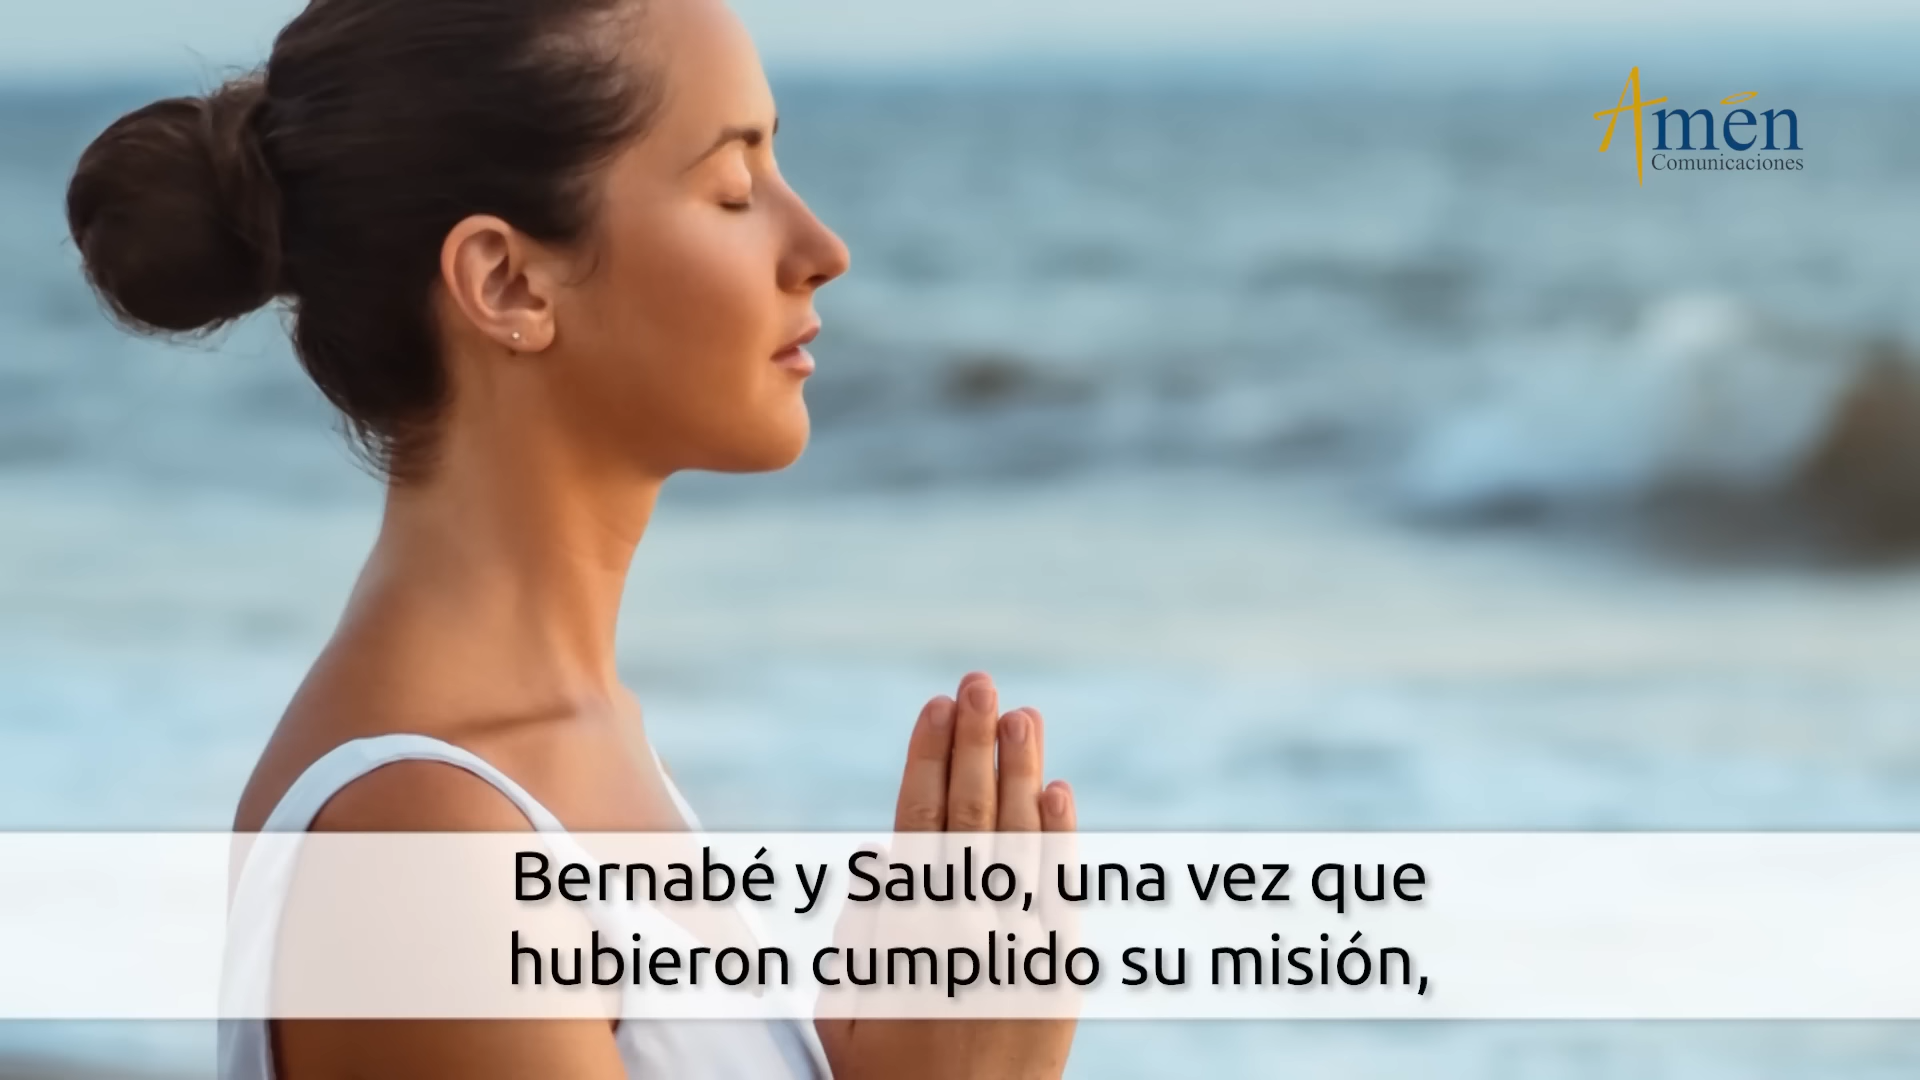 Amén
Comunicaciones
Bernabé y Saulo, una vez que
hubieron cumplido su misión,